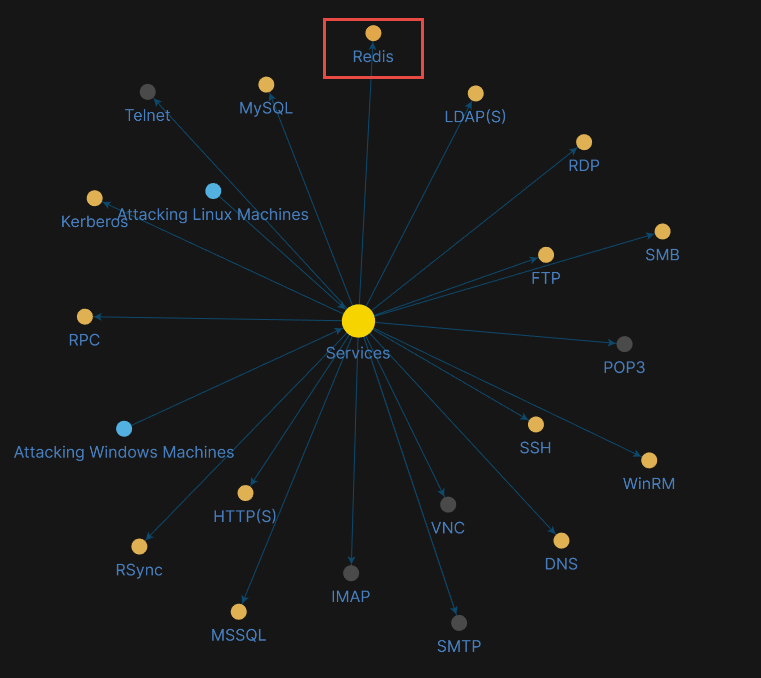 Redis
MySQL
LDAP(S)
Telnet
RDP
Attacking Linux Machines
Kerberos
SMB
FTP
RPC
Services
POP3
SSH
Attacking Windows Machines
WinRM
HTTP(S)
VNC
DNS
RSync
IMAP
MSSQL
SMTP